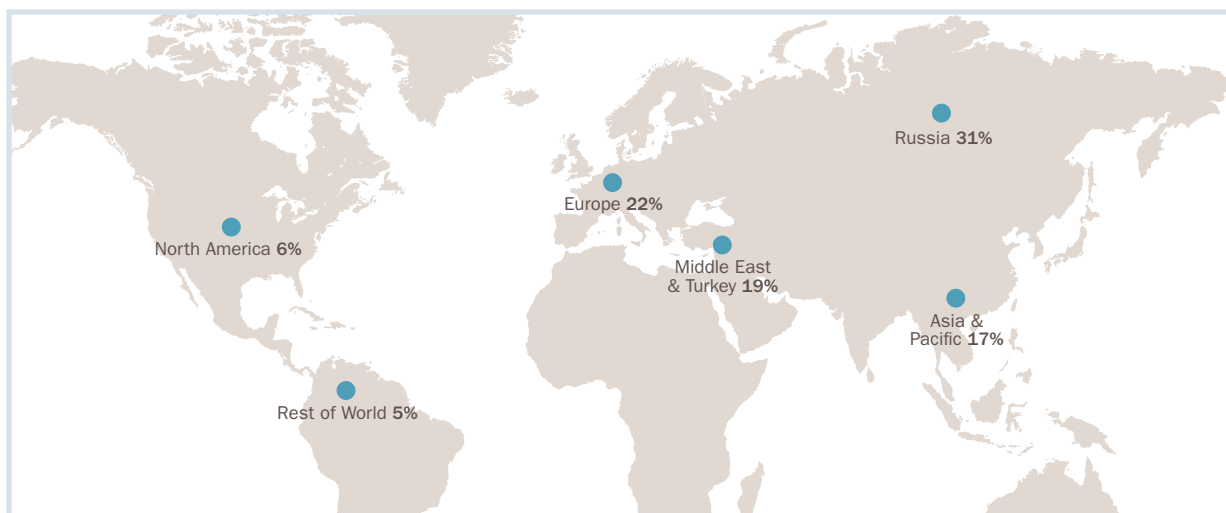 Russia 31%
Europe 22%
North America 6%
Middle East
& Turkey 19%
Asia &
Pacific 17%
Rest of World 5%